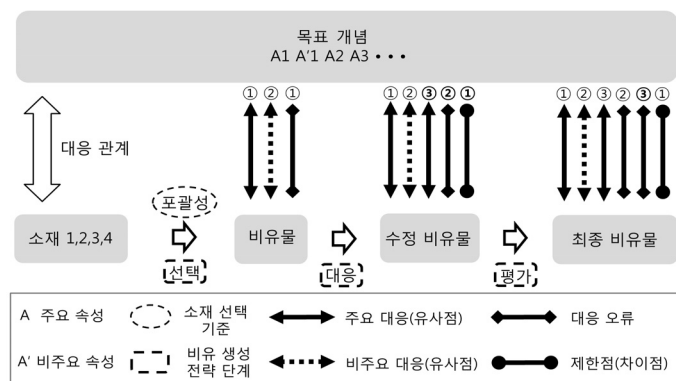 목표 개념
A1 A'1 A2 A3 • • •
① ② ①
① ② ③ ② ①
① ② ③ ② ③ ①
대응 관계
포괄성
소재 1,2,3,4
비유물
수정 비유물
최종 비유물
선택
대응
평가
A 주요 속성
소재 선택
기준
주요 대응(유사점)
대응 오류
A' 비주요 속성
비유 생성
전략 단계
비주요 대응(유사점)
제한점(차이점)